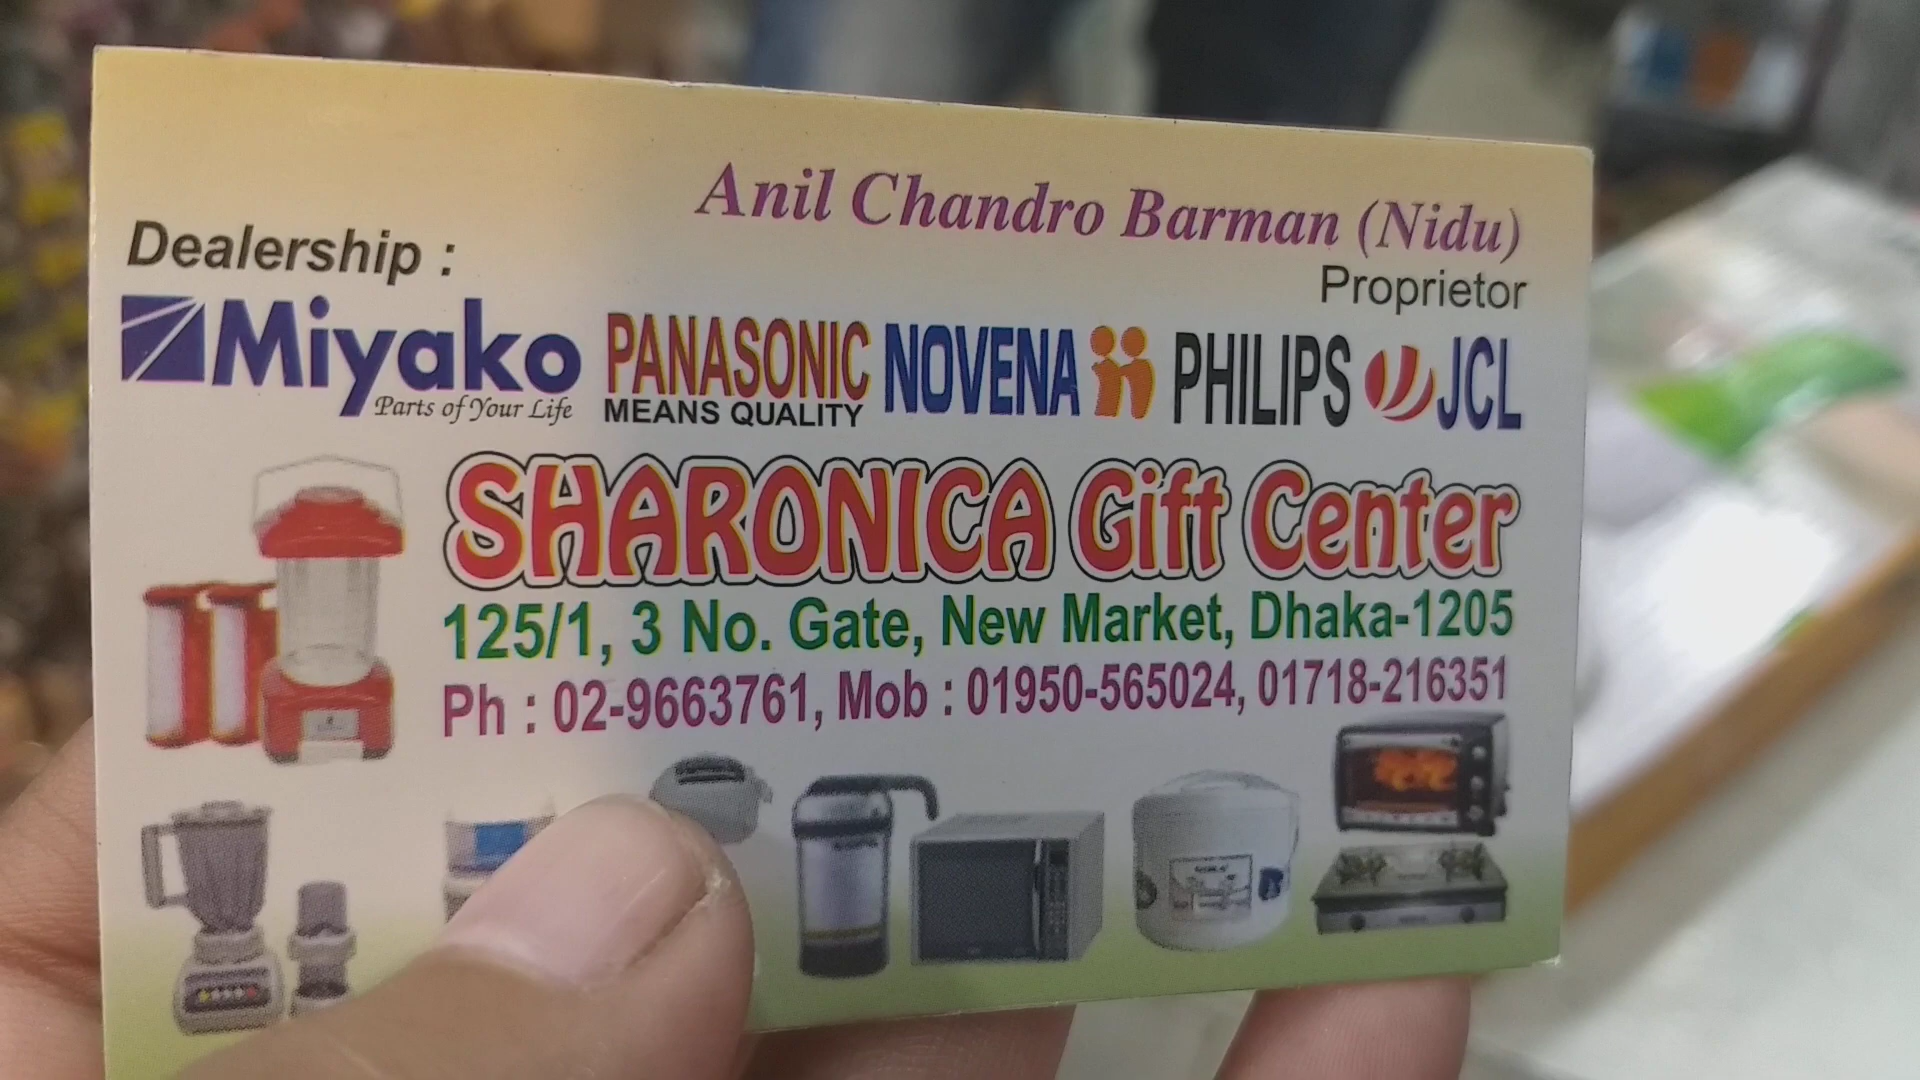 Anil Chandro Barman (Nidu)
Proprietor
Dealership :
Miyako
Parts of Your Life
PANASONIC
MEANS QUALITY
NOVENA
PHILIPS
JCL
SHARONICA Gift Center
125/1, 3 No. Gate, New Market, Dhaka-1205
Ph : 02-9663761, Mob : 01950-565024, 01718-216351